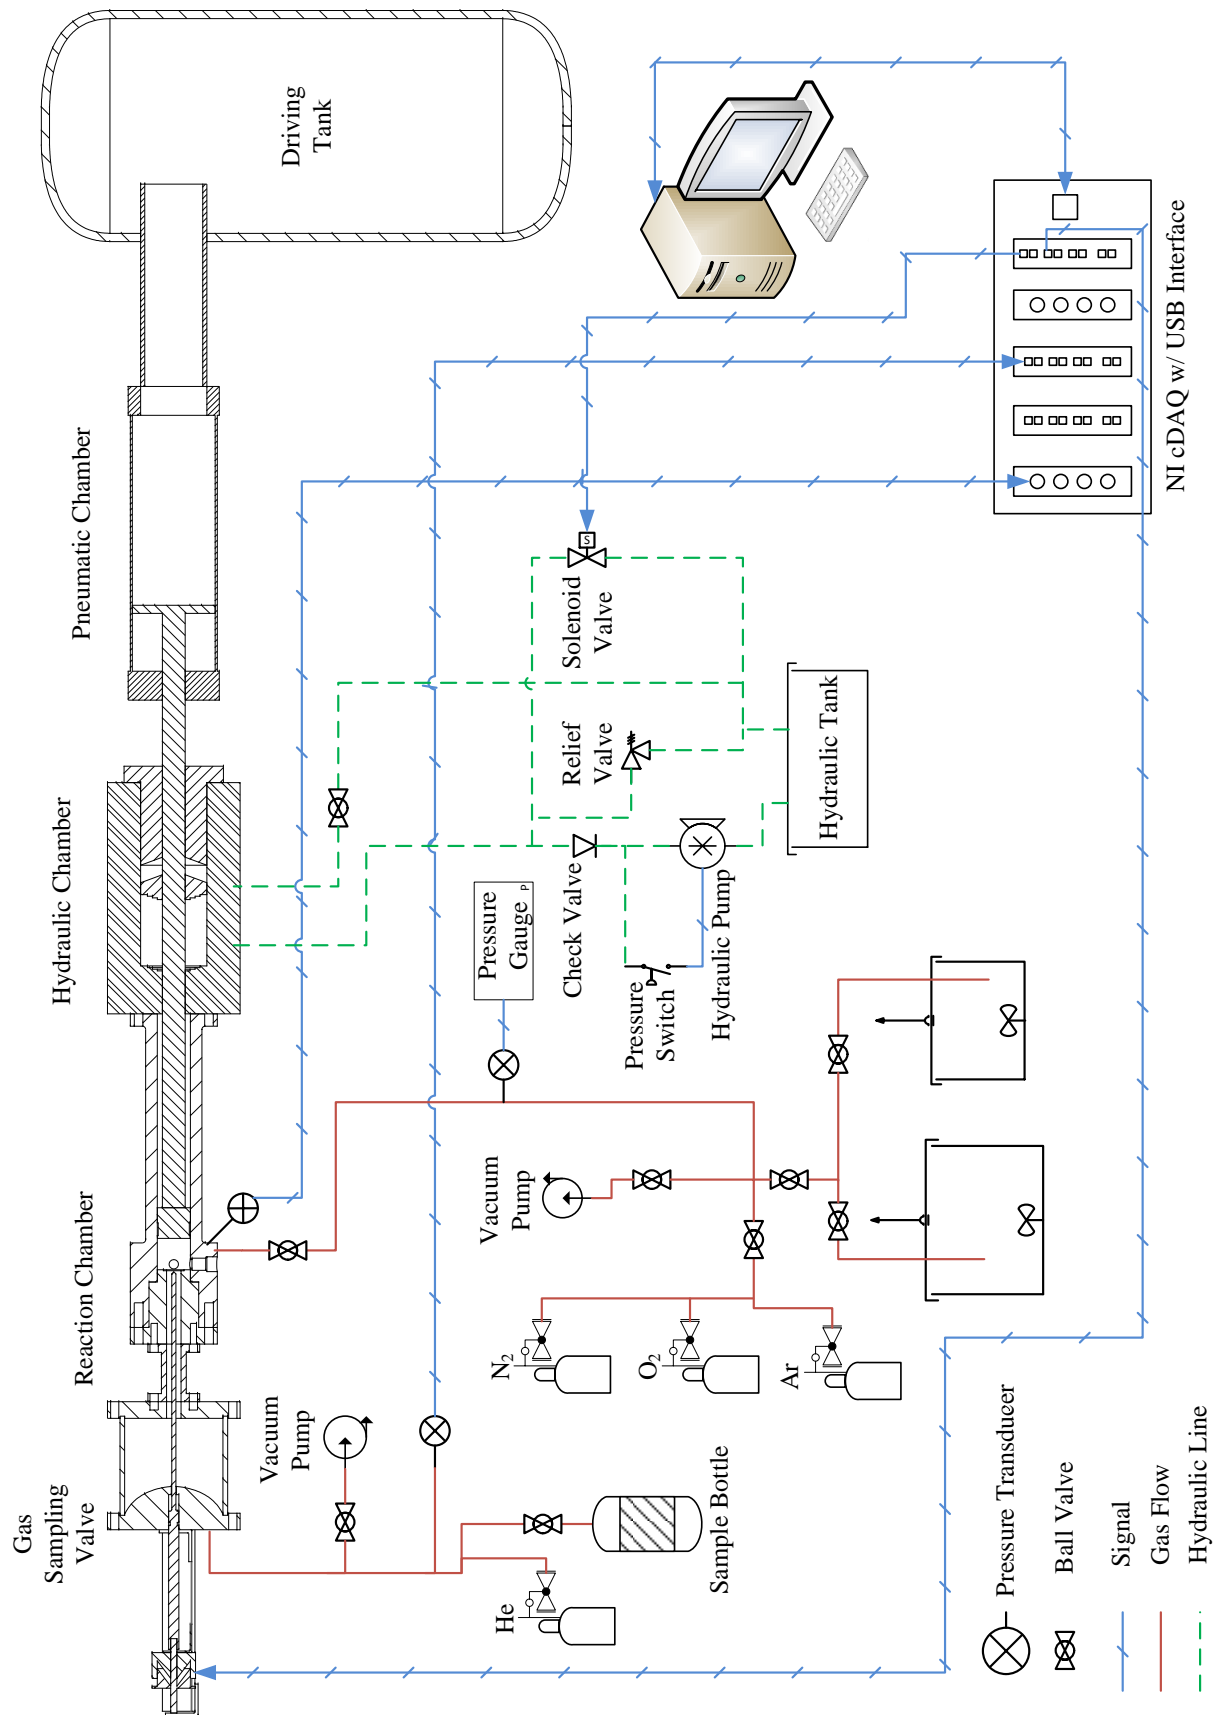 Driving
Tank
Pneumatic Chamber
Hydraulic Chamber
Reaction Chamber
Gas
Sampling
Valve
NI cDAQ w/ USB Interface
S
Solenoid
Valve
Relief
Valve
Hydraulic Tank
Check Valve
Hydraulic Pump
Pressure
Switch
Pressure
Gauge
P
Vacuum
Pump
N2
O2
Ar
Vacuum
Pump
He
Sample Bottle
Pressure Transducer
Ball Valve
Signal
Gas Flow
Hydraulic Line